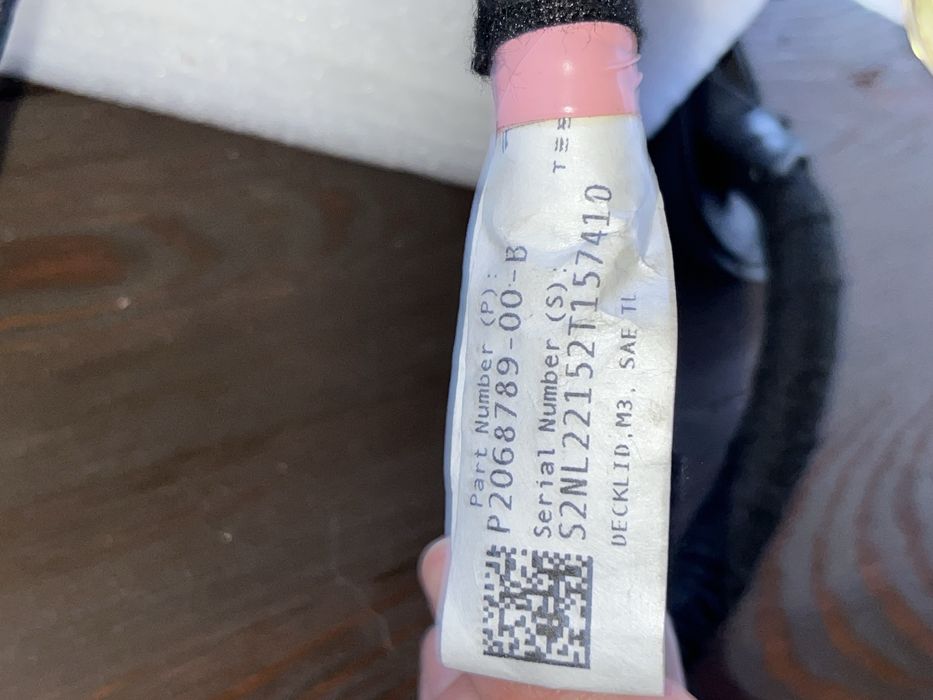 Part Number (P):
P2068789-00-B
Serial Number (S):
S2NL22152T157410
DECKLID,M3, SAE TL